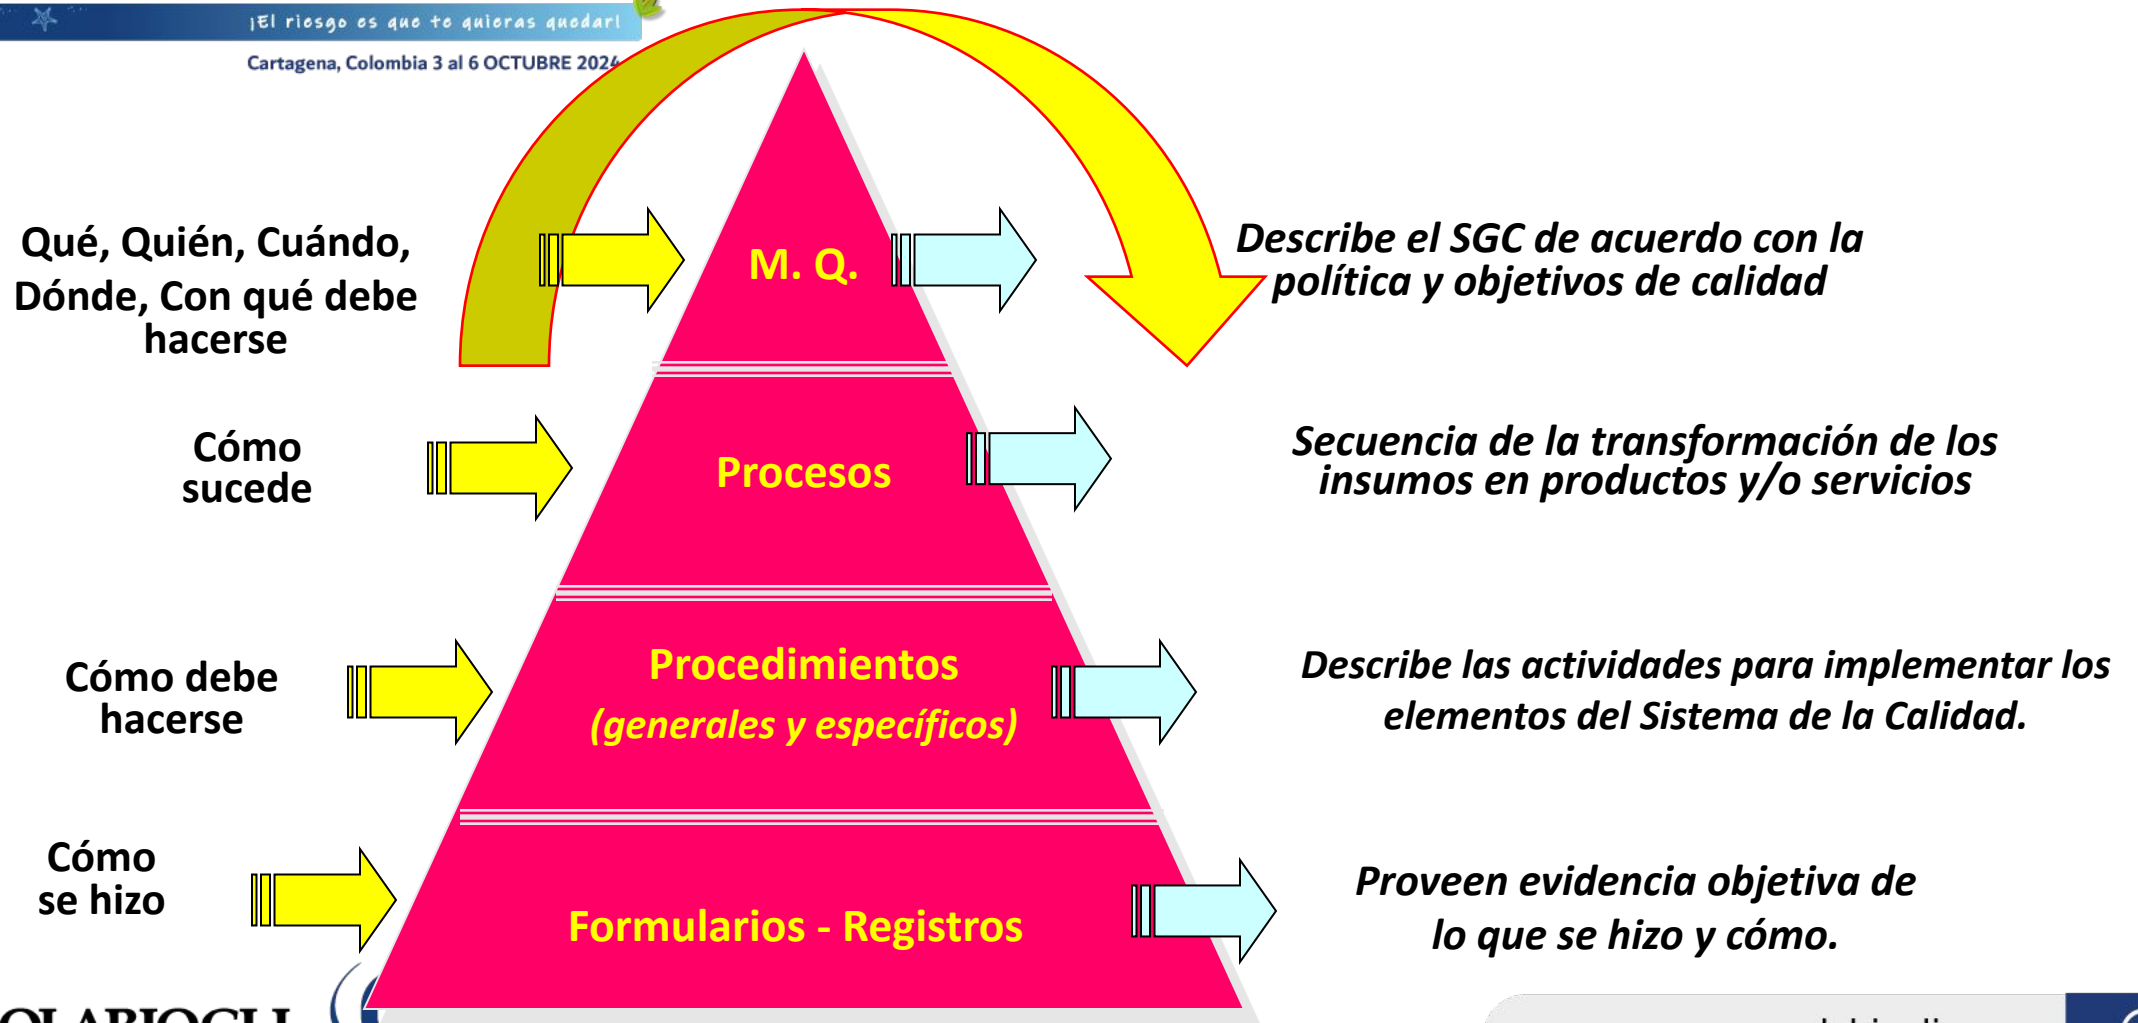 ¡El riesgo es que te quieras quedar!
Cartagena, Colombia 3 al 6 OCTUBRE 2024
Qué, Quién, Cuándo,
Dónde, Con qué debe
hacerse
M. Q.
Describe el SGC de acuerdo con la
política y objetivos de calidad
Cómo
sucede
Procesos
Secuencia de la transformación de los
insumos en productos y/o servicios
Cómo debe
hacerse
Procedimientos
(generales y específicos)
Describe las actividades para implementar los
elementos del Sistema de la Calidad.
Cómo
se hizo
Formularios - Registros
Proveen evidencia objetiva de
lo que se hizo y cómo.